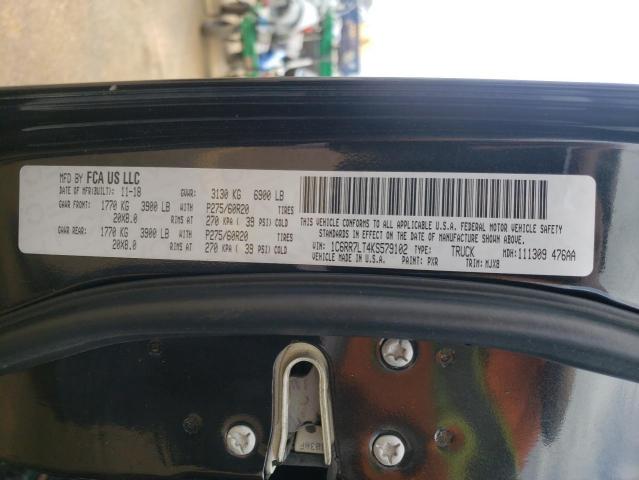 MFD BY FCA US LLC
DATE OF MFR(BUILT): 11-18 GVWR: 3130 KG 6900 LB
GAWR FRONT: 1770 KG 3900 LB WITH P275/60R20 TIRES
20X8.0 RIMS AT 270 KPA ( 39 PSI) COLD
GAWR REAR: 1770 KG 3900 LB WITH P275/60R20 TIRES
20X8.0 RIMS AT 270 KPA ( 39 PSI) COLD
THIS VEHICLE CONFORMS TO ALL APPLICABLE U.S.A. FEDERAL MOTOR VEHICLE SAFETY
STANDARDS IN EFFECT ON THE DATE OF MANUFACTURE SHOWN ABOVE.
VIN: 1C6RR7LT4KS579102 TYPE: TRUCK MDH: 111309 476AA
VEHICLE MADE IN U.S.A. PAINT: PXR TRIM: MJX8